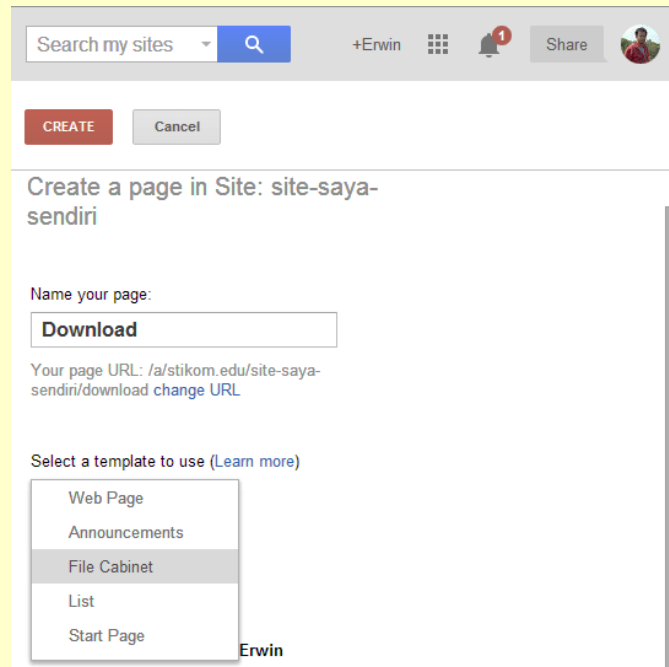 Search my sites
+Erwin
1
Share
CREATE
Cancel
Create a page in Site: site-saya-
sendiri
Name your page:
Download
Your page URL: /a/stikom.edu/site-saya-
sendiri/download change URL
Select a template to use (Learn more)
Web Page
Announcements
File Cabinet
List
Start Page
Erwin